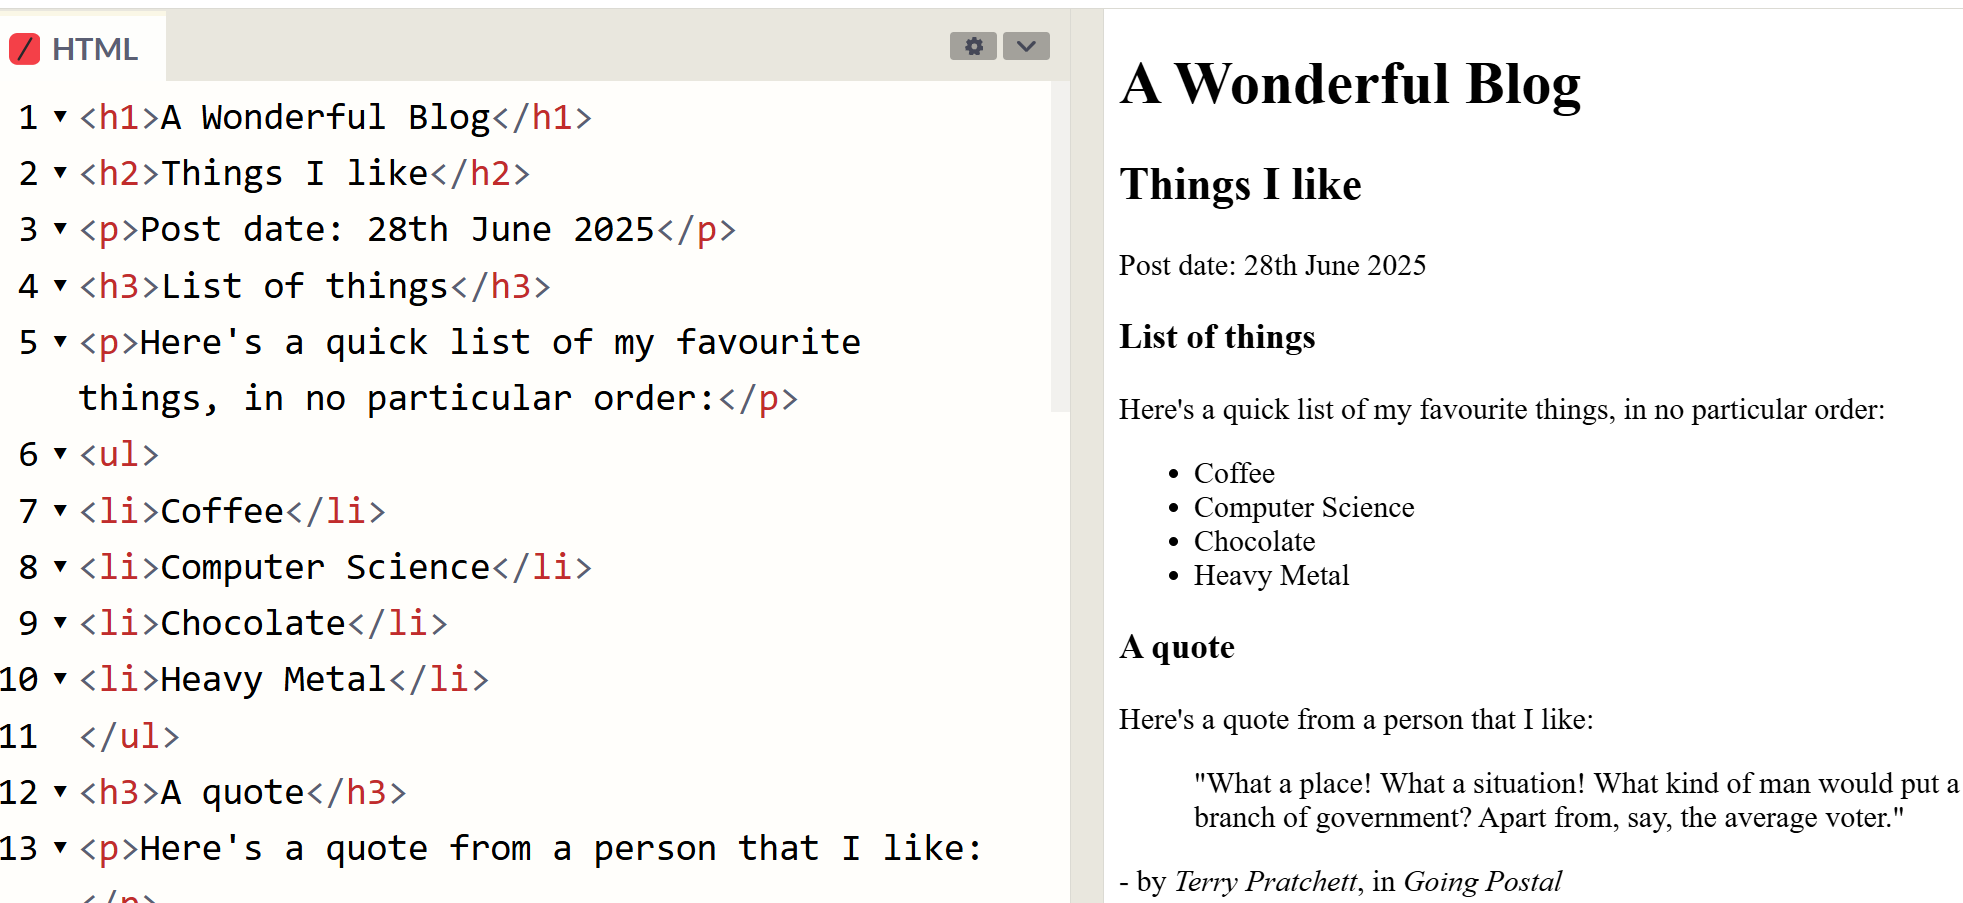 HTML
1 <h1>A Wonderful Blog</h1>
2 <h2>Things I like</h2>
3 <p>Post date: 28th June 2025</p>
4 <h3>List of things</h3>
5 <p>Here's a quick list of my favourite
things, in no particular order:</p>
6 <ul>
7 <li>Coffee</li>
8 <li>Computer Science</li>
9 <li>Chocolate</li>
10 <li>Heavy Metal</li>
11 </ul>
12 <h3>A quote</h3>
13 <p>Here's a quote from a person that I like:
</p>
A Wonderful Blog
Things I like
Post date: 28th June 2025
List of things
Here's a quick list of my favourite things, in no particular order:
• Coffee
• Computer Science
• Chocolate
• Heavy Metal
A quote
Here's a quote from a person that I like:
"What a place! What a situation! What kind of man would put a
branch of government? Apart from, say, the average voter."
- by Terry Pratchett, in Going Postal